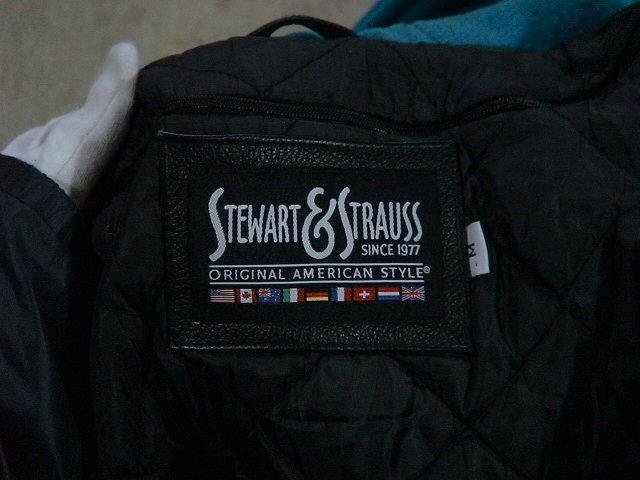 STEWART & STRAUSS
SINCE 1977
ORIGINAL AMERICAN STYLE®
M